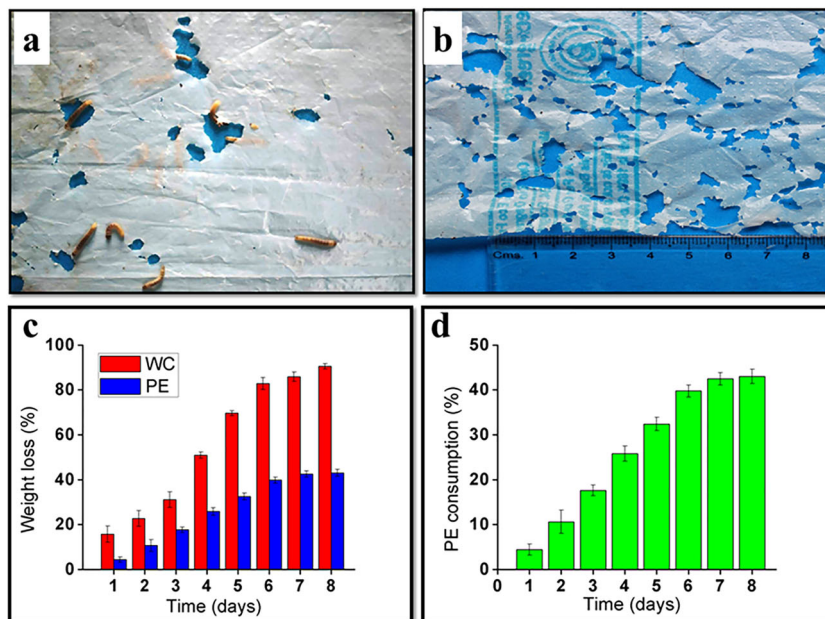 a
b
Cms. 1 2 3 4 5 6 7 8
c
100
80
60
40
20
0
Weight loss (%)
WC
PE
1 2 3 4 5 6 7 8
Time (days)
d
50
40
30
20
10
0
PE consumption (%)
0 1 2 3 4 5 6 7 8
Time (days)